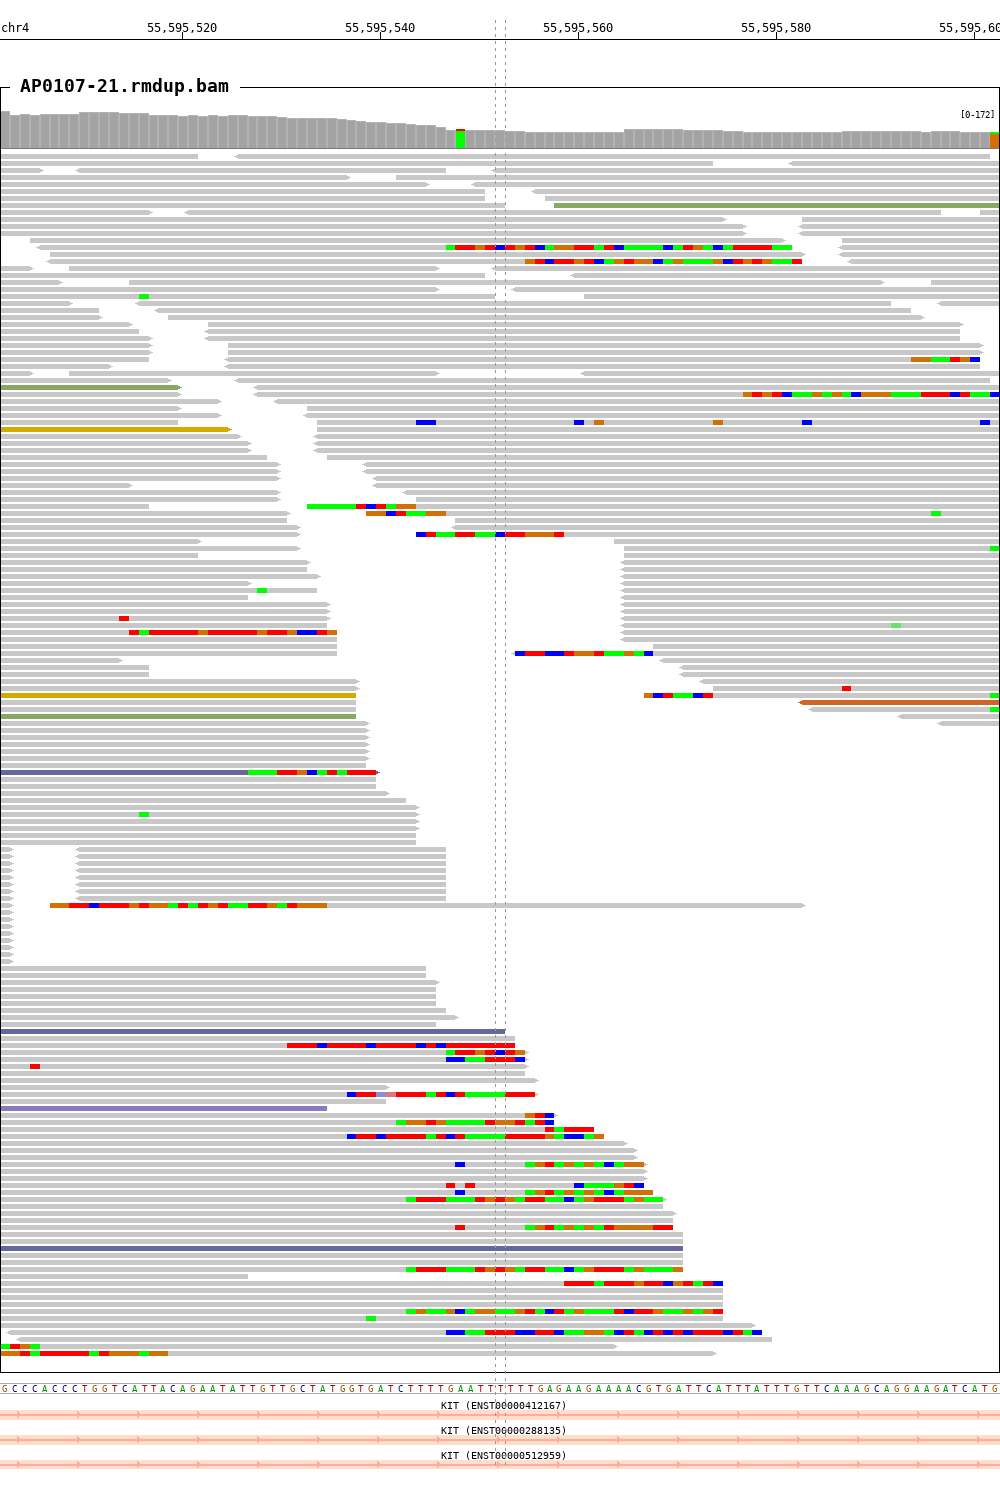 chr4 55,595,520 55,595,540 55,595,560 55,595,580 55,595,60
AP0107-21.rmdup.bam
[0-172]
GCCCACCCTGGTCATTACAGAATATTGTTGCTATGGTGATCTTTTGAATTTTTTGAGAAGAAAACGTGATTCATTTATTTGTTCAAAGCAGGAAGATCATG
KIT (ENST00000412167)
KIT (ENST00000288135)
KIT (ENST00000512959)